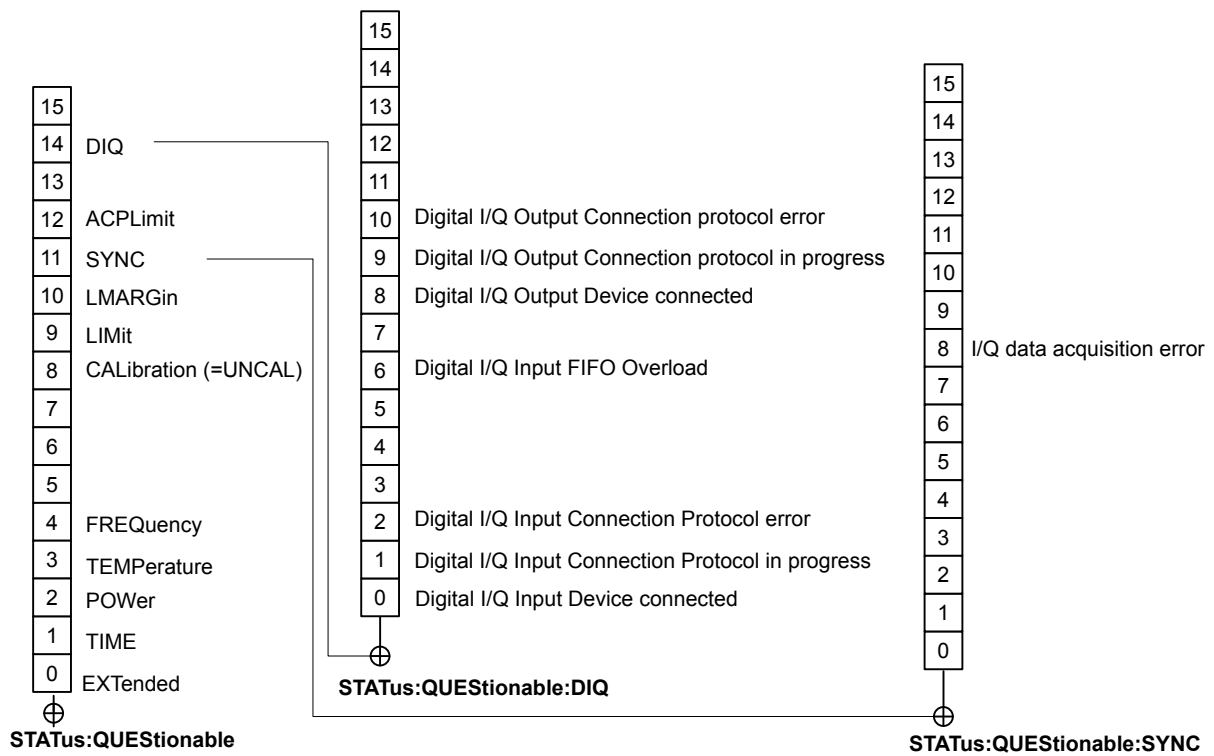 15
14 DIQ
13
12 ACPLimit
11 SYNC
10 LMARGin
9 LIMit
8 CALibration (=UNCAL)
7
6
5
4 FREQuency
3 TEMPerature
2 POWer
1 TIME
0 EXTended
STATus:QUEStionable
15
14
13
12
11
10 Digital I/Q Output Connection protocol error
9 Digital I/Q Output Connection protocol in progress
8 Digital I/Q Output Device connected
7
6 Digital I/Q Input FIFO Overload
5
4
3
2 Digital I/Q Input Connection Protocol error
1 Digital I/Q Input Connection Protocol in progress
0 Digital I/Q Input Device connected
STATus:QUEStionable:DIQ
15
14
13
12
11
10
9
8 I/Q data acquisition error
7
6
5
4
3
2
1
0
STATus:QUEStionable:SYNC